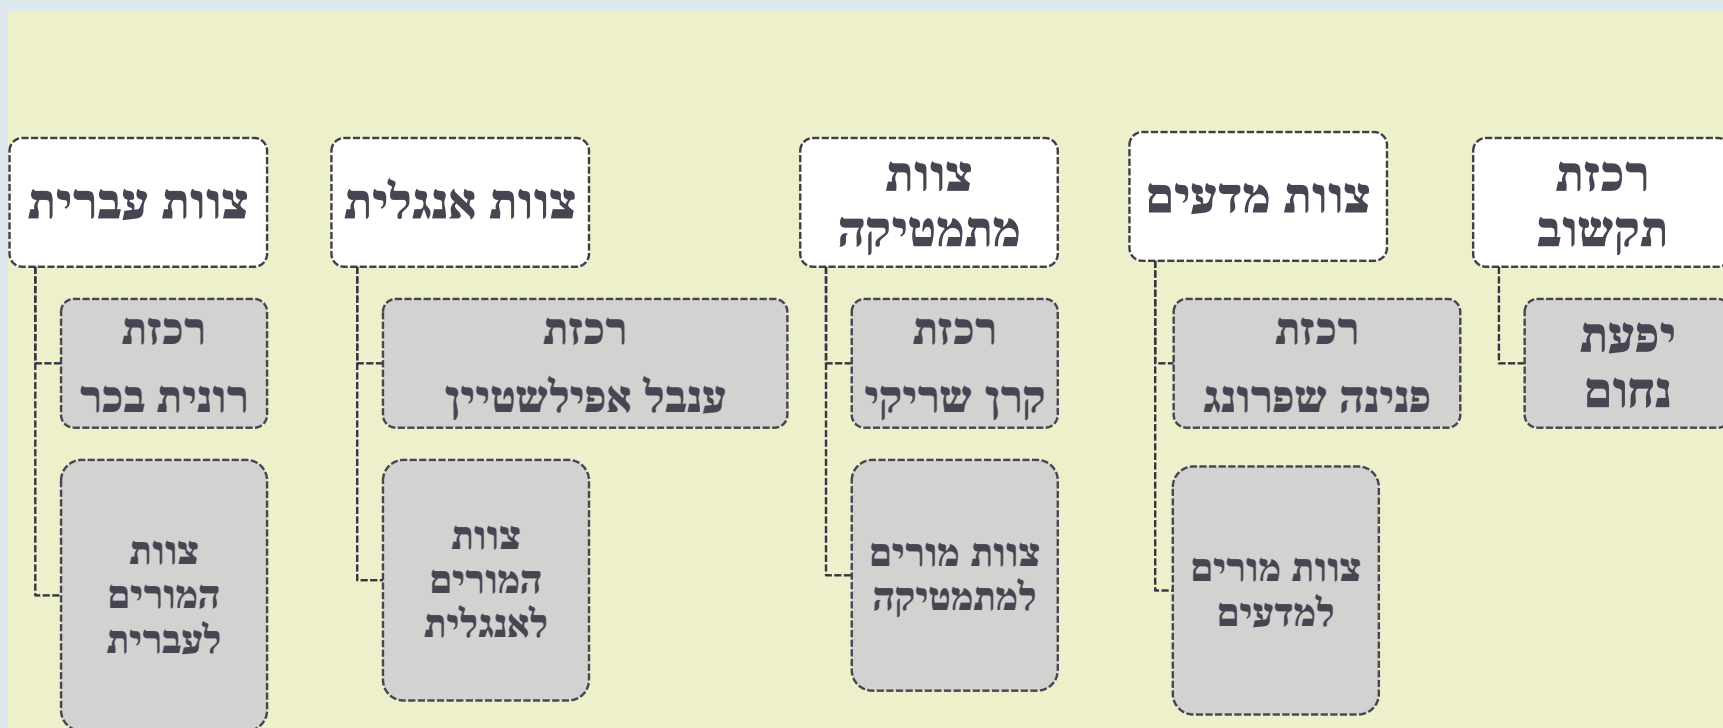 רכזת
תקשוב
יפעת
נחום
צוות מדעים
רכזת
פנינה שפרונג
צוות מורים
למדעים
צוות
מתמטיקה
רכזת
קרן שריקי
צוות מורים
למתמטיקה
צוות אנגלית
רכזת
ענבל אפילשטיין
צוות
המורים
לאנגלית
צוות עברית
רכזת
רונית בכר
צוות
המורים
לעברית